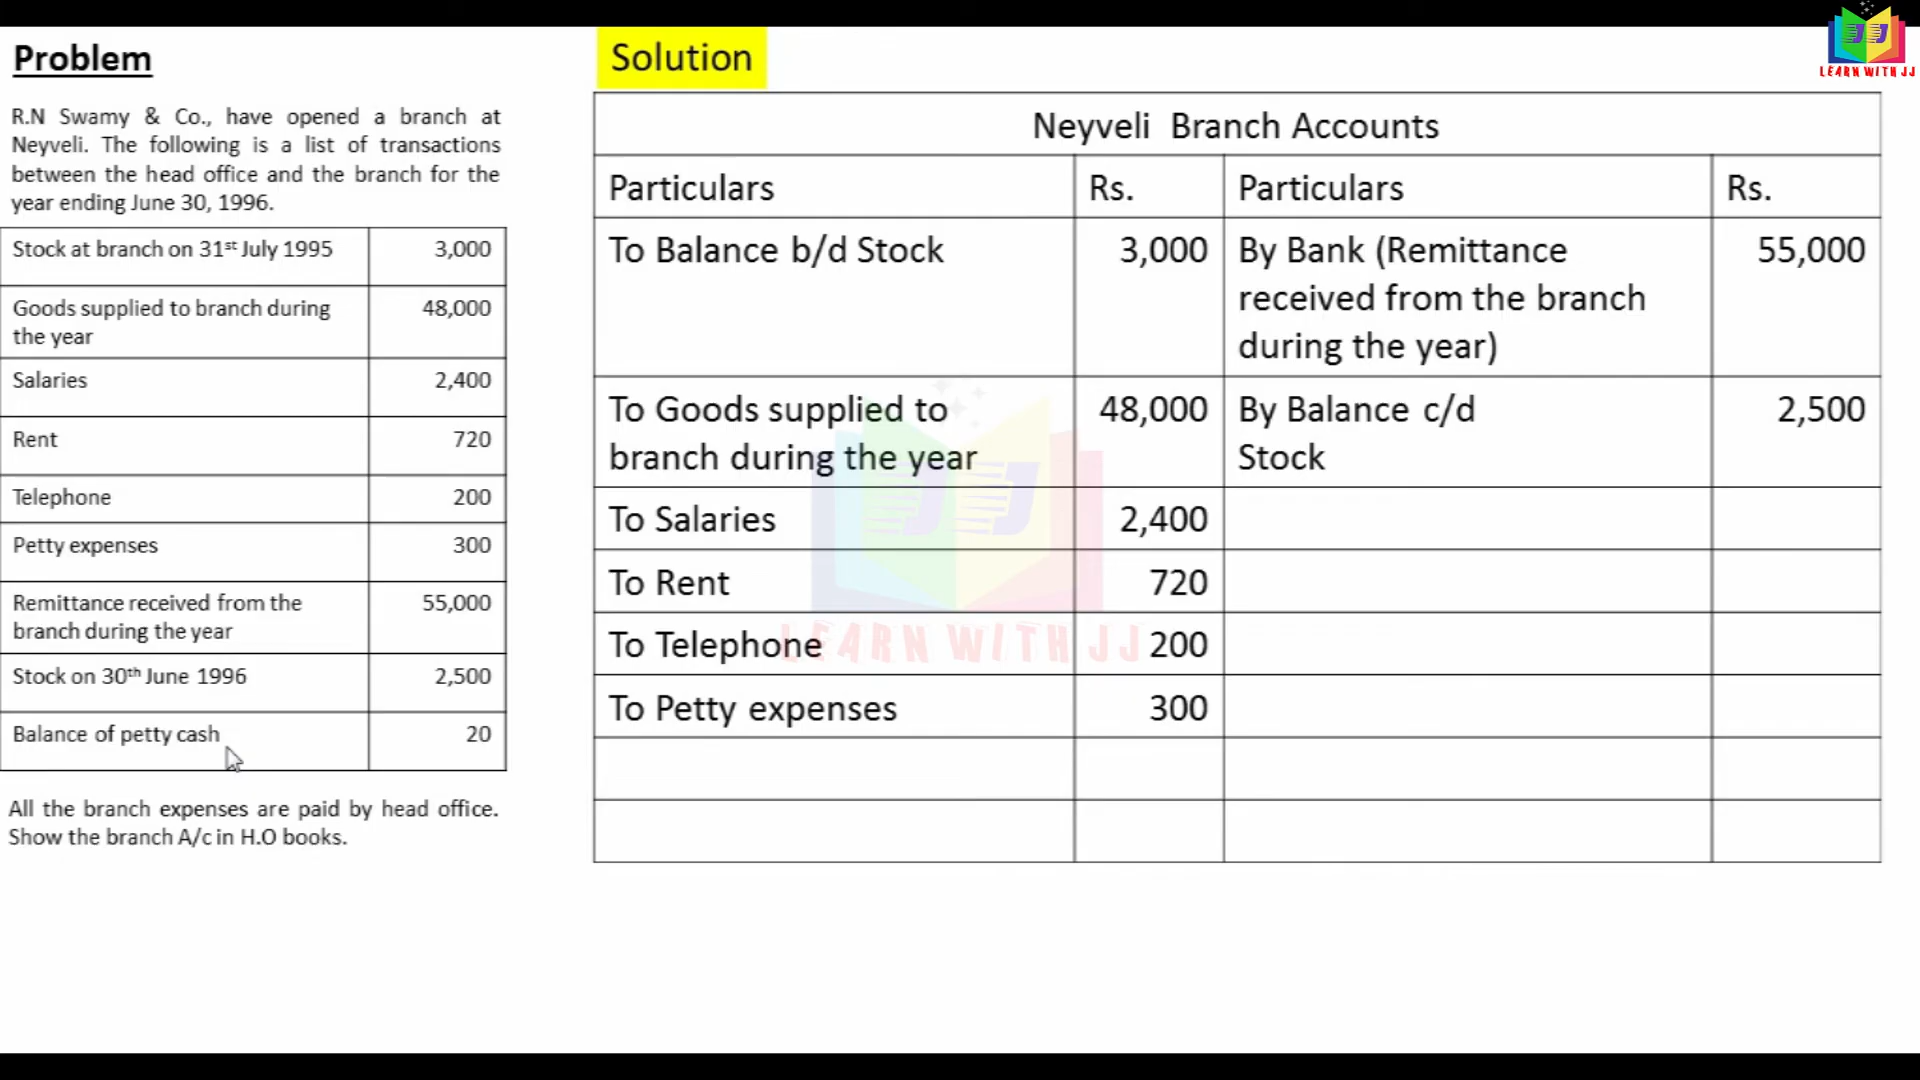 LEARN WITH JJ
Problem
R.N Swamy & Co., have opened a branch at
Neyveli. The following is a list of transactions
between the head office and the branch for the
year ending June 30, 1996.
Stock at branch on 31st July 1995 3,000
Goods supplied to branch during 48,000
the year
Salaries 2,400
Rent 720
Telephone 200
Petty expenses 300
Remittance received from the 55,000
branch during the year
Stock on 30th June 1996 2,500
Balance of petty cash 20
All the branch expenses are paid by head office.
Show the branch A/c in H.O books.
Solution
Neyveli Branch Accounts
Particulars Rs. Particulars Rs.
To Balance b/d Stock 3,000 By Bank (Remittance 55,000
received from the branch
during the year)
To Goods supplied to 48,000 By Balance c/d 2,500
branch during the year Stock
To Salaries 2,400
To Rent 720
To Telephone 200
To Petty expenses 300
LEARN WITH JJ